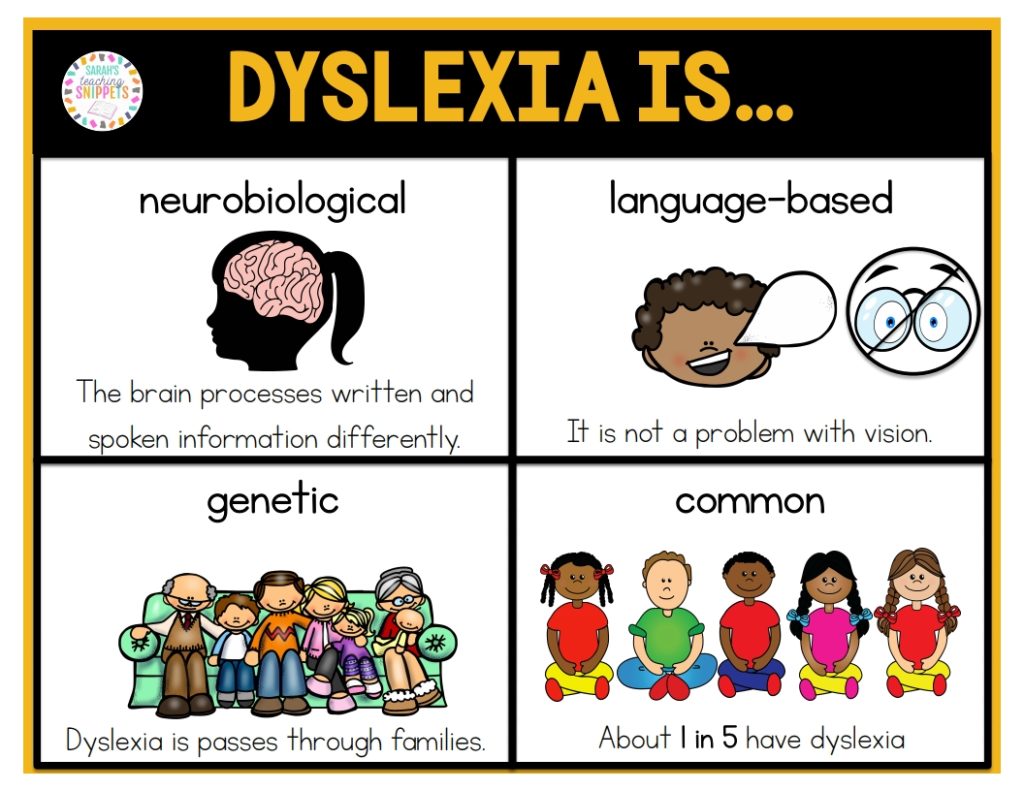 SARAH'S
teaching
SNIPPETS
DYSLEXIA IS...
neurobiological
The brain processes written and
spoken information differently.
language-based
It is not a problem with vision.
genetic
Dyslexia is passes through families.
common
About 1 in 5 have dyslexia